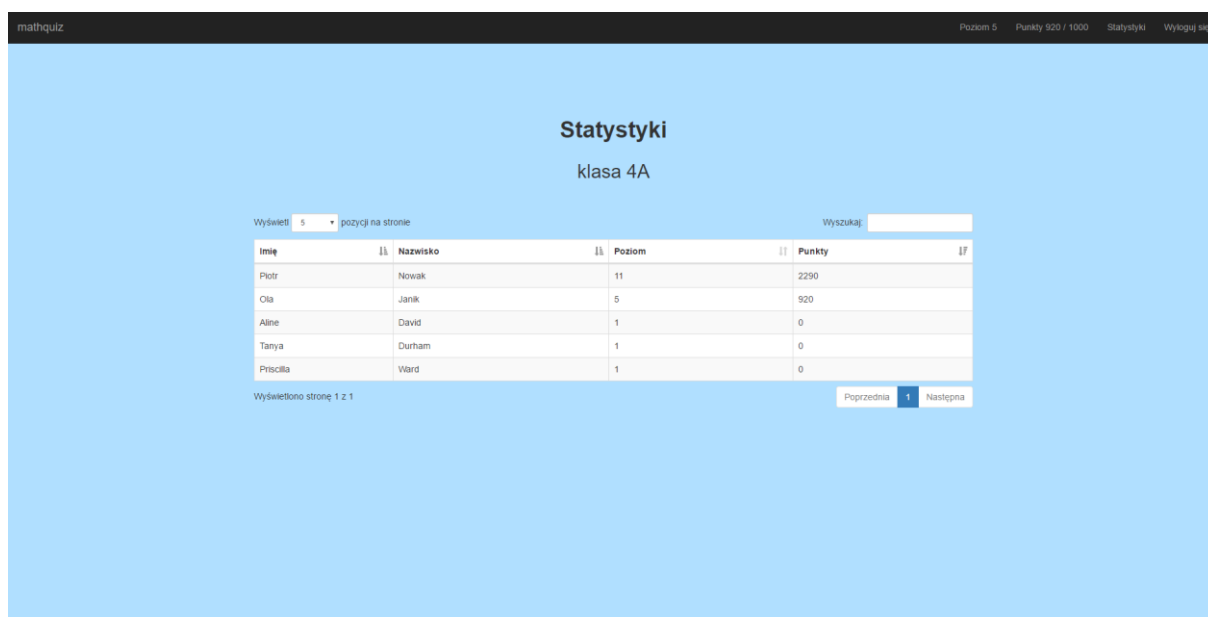 mathquiz Poziom 5 Punkty 920 / 1000 Statystyki Wyloguj się
Statystyki
klasa 4A
Wyświetl 5 pozycji na stronie Wyszukaj:
Imię Nazwisko Poziom Punkty
Piotr Nowak 11 2290
Ola Janik 5 920
Aline David 1 0
Tanya Durham 1 0
Priscilla Ward 1 0
Wyświetlono stronę 1 z 1 Poprzednia 1 Następna